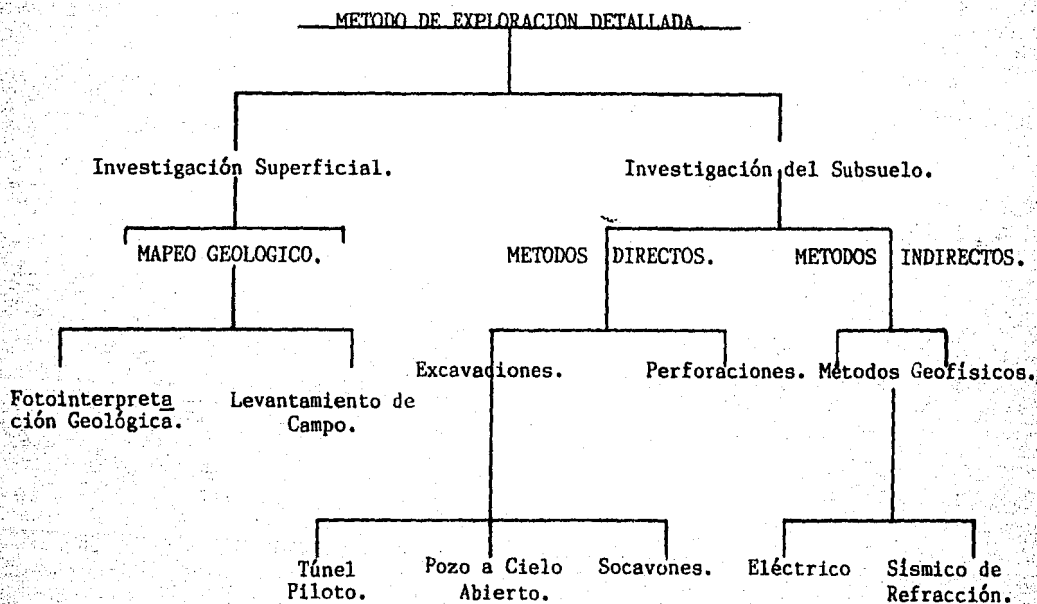 METODO DE EXPLORACION DETALLADA.
Investigación Superficial.
Investigación del Subsuelo.
MAPEO GEOLOGICO.
METODOS DIRECTOS.
METODOS INDIRECTOS.
Excavaciones.
Perforaciones.
Métodos Geofísicos.
Fotointerpreta
ción Geológica.
Levantamiento de
Campo.
Túnel
Piloto.
Pozo a Cielo
Abierto.
Socavones.
Eléctrico
Sísmico de
Refracción.